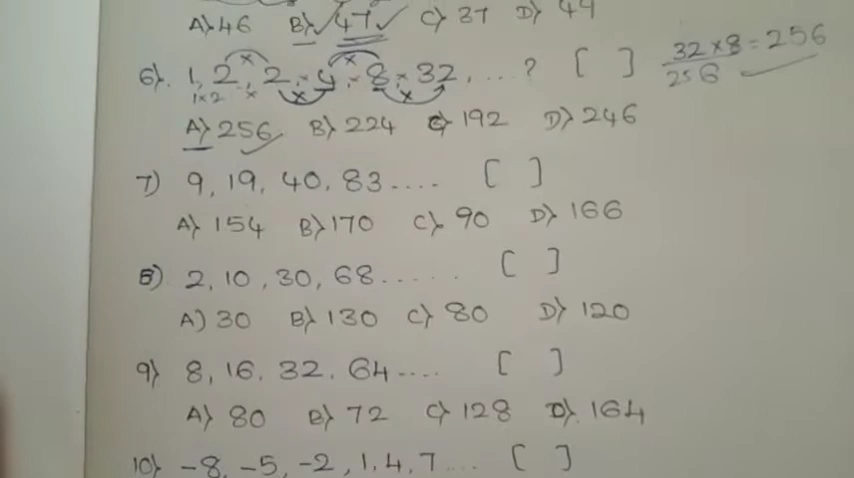 A) 46 B) 47 C) 37 D) 44
6). 1, 2, 2, 4, 8, 32, ...? [ ] 32 x 8 = 256
1x2 x 256
A) 256 B) 224 C) 192 D) 246
7) 9, 19, 40, 83.... [ ]
A) 154 B) 170 C) 90 D) 166
8) 2, 10, 30, 68...... [ ]
A) 30 B) 130 C) 80 D) 120
9) 8, 16, 32, 64.... [ ]
A) 80 B) 72 C) 128 D) 164
10) -8, -5, -2, 1, 4, 7... [ ]